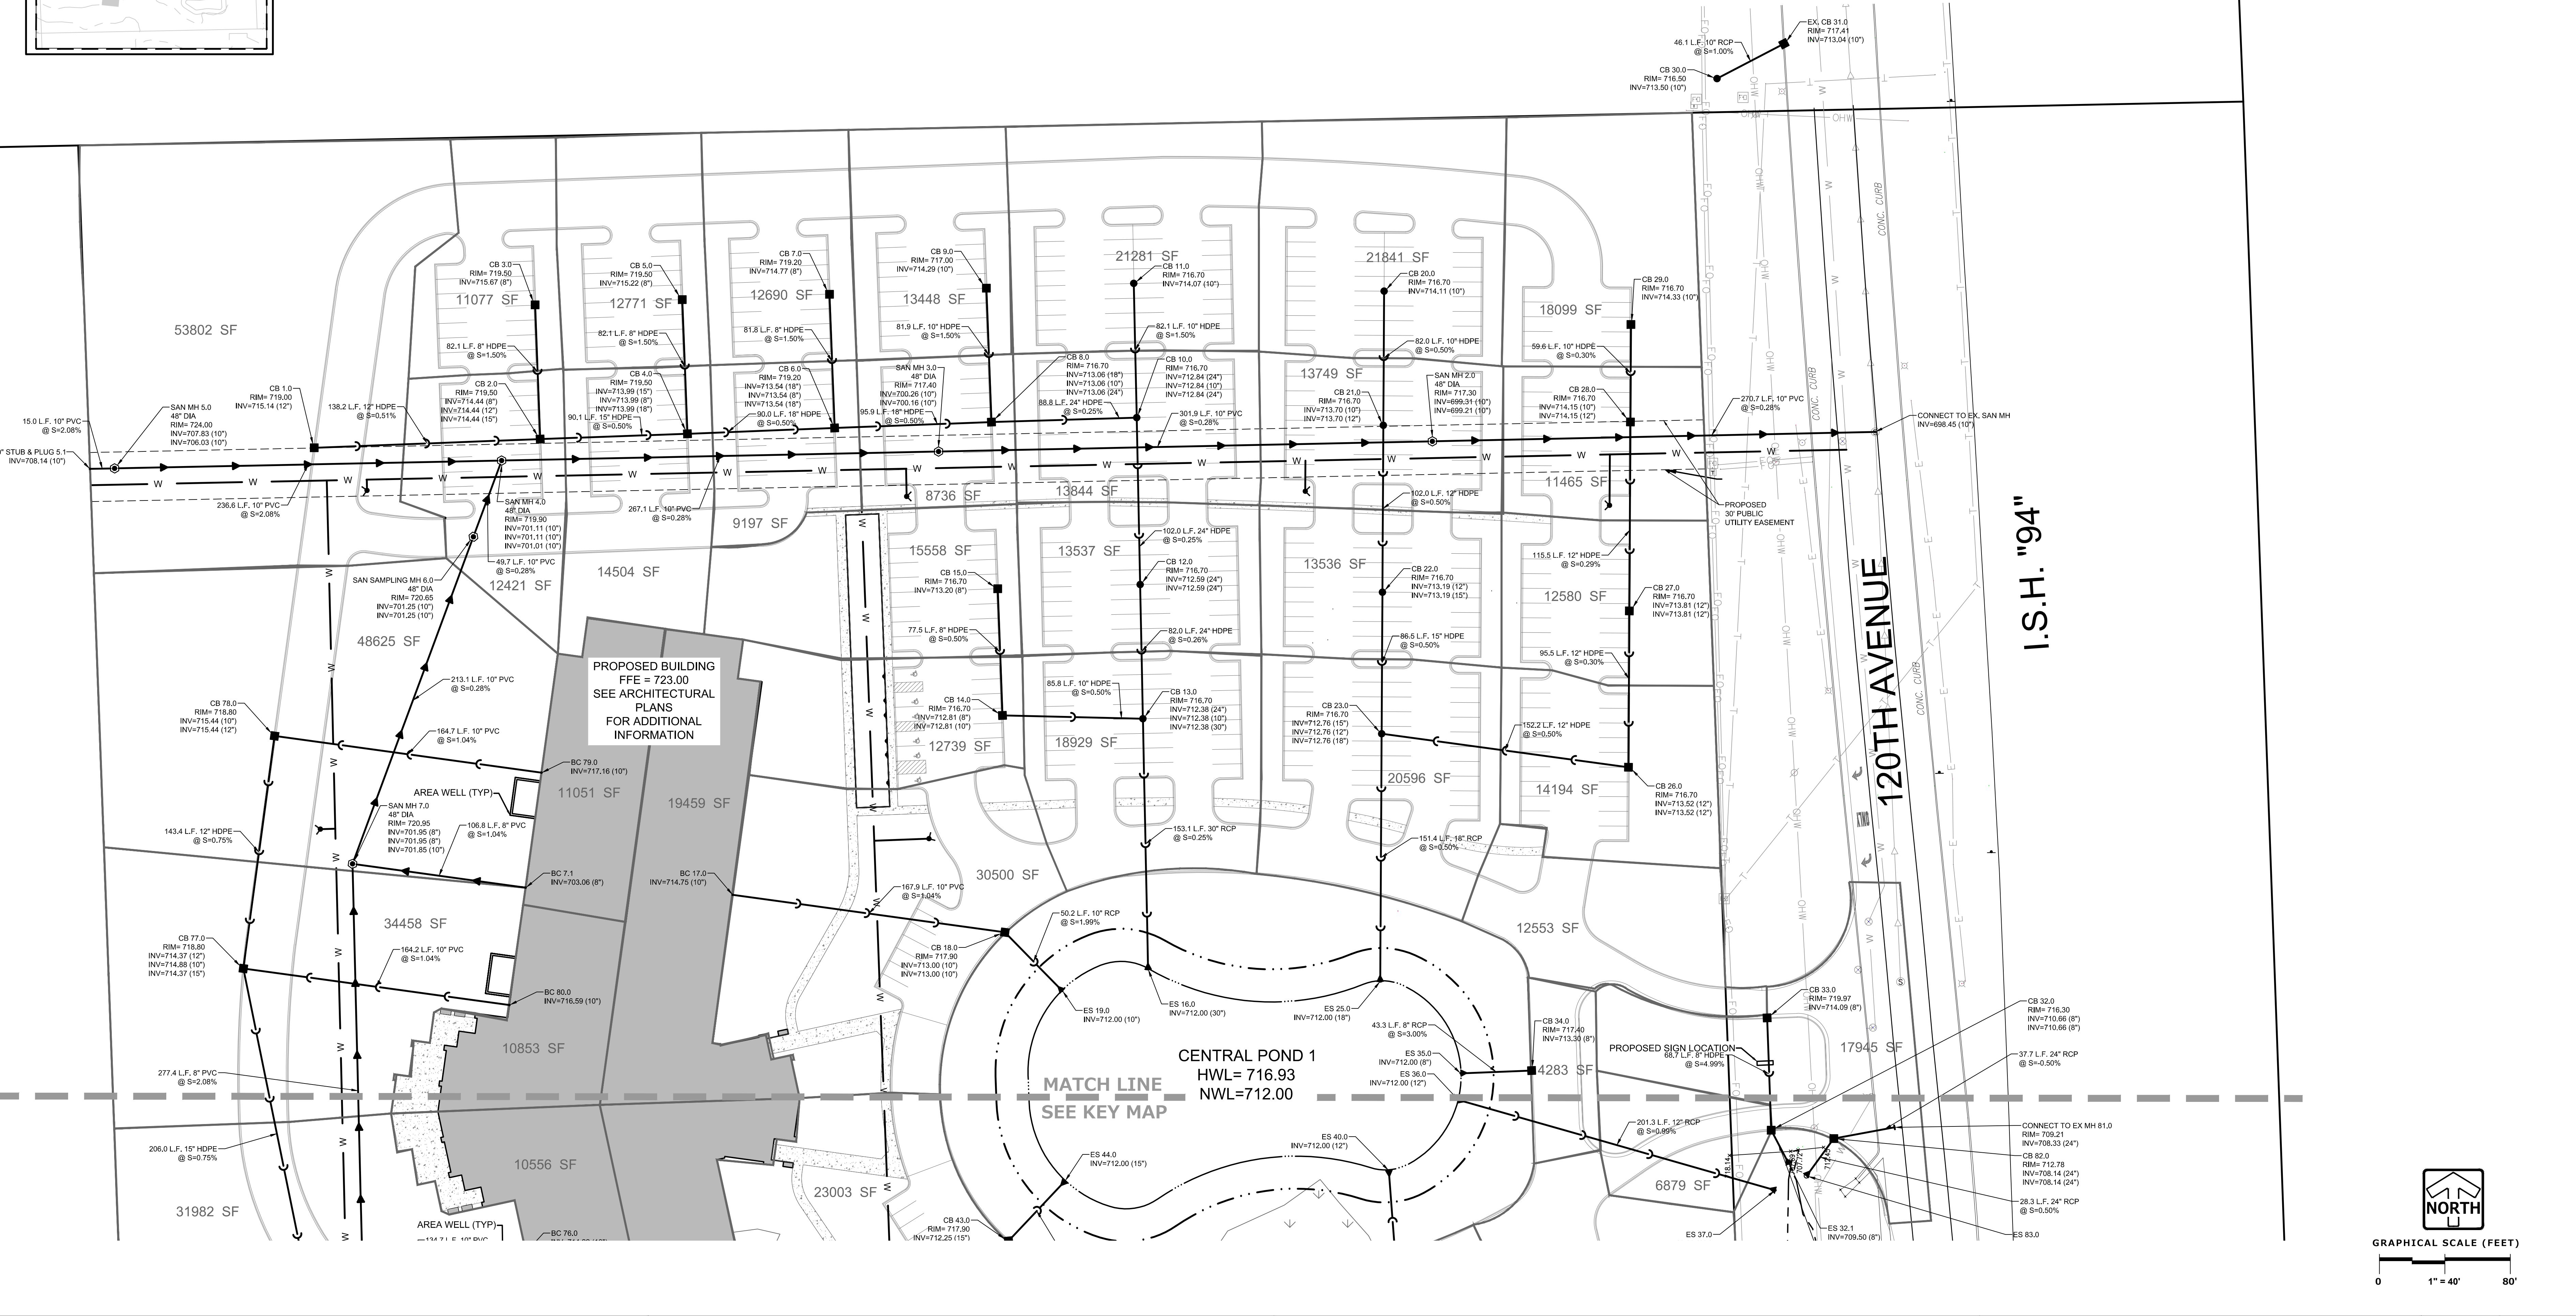 EX. CB 31.0
RIM= 717.41
INV=713.04 (10")
46.1 L.F. 10" RCP
@ S=1.00%
CB 30.0
RIM= 716.50
INV=713.50 (10")
53802 SF
CB 3.0
RIM= 719.50
INV=715.67 (8")
11077 SF
CB 5.0
RIM= 719.50
INV=715.22 (8")
12771 SF
CB 7.0
RIM= 719.20
INV=714.77 (8")
12690 SF
CB 9.0
RIM= 717.00
INV=714.29 (10")
13448 SF
21281 SF
CB 11.0
RIM= 716.70
INV=714.07 (10")
21841 SF
CB 20.0
RIM= 716.70
INV=714.11 (10")
CB 29.0
RIM= 716.70
INV=714.33 (10")
18099 SF
82.1 L.F. 8" HDPE
@ S=1.50%
82.1 L.F. 8" HDPE
@ S=1.50%
81.8 L.F. 8" HDPE
@ S=1.50%
81.9 L.F. 10" HDPE
@ S=1.50%
82.1 L.F. 10" HDPE
@ S=1.50%
82.0 L.F. 10" HDPE
@ S=0.50%
59.6 L.F. 10" HDPE
@ S=0.30%
CB 1.0
RIM= 719.00
INV=715.14 (12")
138.2 L.F. 12" HDPE
@ S=0.51%
CB 2.0
RIM= 719.50
INV=714.44 (8")
INV=714.44 (12")
INV=714.44 (15")
CB 4.0
RIM= 719.50
INV=713.99 (15")
INV=713.99 (8")
INV=713.99 (18")
90.1 L.F. 15" HDPE
@ S=0.50%
CB 6.0
RIM= 719.20
INV=713.54 (18")
INV=713.54 (8")
INV=713.54 (18")
90.0 L.F. 18" HDPE
@ S=0.50%
SAN MH 3.0
48" DIA
RIM= 717.40
INV=700.26 (10")
INV=700.16 (10")
95.9 L.F. 18" HDPE
@ S=0.50%
CB 8.0
RIM= 716.70
INV=713.06 (18")
INV=713.06 (10")
INV=713.06 (24")
88.8 L.F. 24" HDPE
@ S=0.25%
CB 10.0
RIM= 716.70
INV=712.84 (24")
INV=712.84 (10")
INV=712.84 (24")
301.9 L.F. 10" PVC
@ S=0.28%
13749 SF
CB 21.0
RIM= 716.70
INV=713.70 (10")
INV=713.70 (12")
SAN MH 2.0
48" DIA
RIM= 717.30
INV=699.31 (10")
INV=699.21 (10")
CB 28.0
RIM= 716.70
INV=714.15 (10")
INV=714.15 (12")
270.7 L.F. 10" PVC
@ S=0.28%
CONNECT TO EX. SAN MH
INV=698.45 (10")
15.0 L.F. 10" PVC
@ S=2.08%
SAN MH 5.0
48" DIA
RIM= 724.00
INV=707.83 (10")
INV=706.03 (10")
" STUB & PLUG 5.1
INV=708.14 (10")
236.6 L.F. 10" PVC
@ S=2.08%
SAN MH 4.0
48" DIA
RIM= 719.90
INV=701.11 (10")
INV=701.11 (10")
INV=701.01 (10")
267.1 L.F. 10" PVC
@ S=0.28%
9197 SF
8736 SF
13844 SF
102.0 L.F. 12" HDPE
@ S=0.50%
11465 SF
PROPOSED
30' PUBLIC
UTILITY EASEMENT
49.7 L.F. 10" PVC
@ S=0.28%
12421 SF
14504 SF
SAN SAMPLING MH 6.0
48" DIA
RIM= 720.65
INV=701.25 (10")
INV=701.25 (10")
48625 SF
15558 SF
CB 15.0
RIM= 716.70
INV=713.20 (8")
13537 SF
102.0 L.F. 24" HDPE
@ S=0.25%
CB 12.0
RIM= 716.70
INV=712.59 (24")
INV=712.59 (24")
13536 SF
CB 22.0
RIM= 716.70
INV=713.19 (12")
INV=713.19 (15")
115.5 L.F. 12" HDPE
@ S=0.29%
12580 SF
CB 27.0
RIM= 716.70
INV=713.81 (12")
INV=713.81 (12")
77.5 L.F. 8" HDPE
@ S=0.50%
82.0 L.F. 24" HDPE
@ S=0.26%
86.5 L.F. 15" HDPE
@ S=0.50%
95.5 L.F. 12" HDPE
@ S=0.30%
PROPOSED BUILDING
FFE = 723.00
SEE ARCHITECTURAL
PLANS
FOR ADDITIONAL
INFORMATION
213.1 L.F. 10" PVC
@ S=0.28%
CB 78.0
RIM= 718.80
INV=715.44 (10")
INV=715.44 (12")
164.7 L.F. 10" PVC
@ S=1.04%
BC 79.0
INV=717.16 (10")
11051 SF
19459 SF
AREA WELL (TYP)
SAN MH 7.0
48" DIA
RIM= 720.95
INV=701.95 (8")
INV=701.95 (8")
INV=701.85 (10")
106.8 L.F. 8" PVC
@ S=1.04%
143.4 L.F. 12" HDPE
@ S=0.75%
BC 7.1
INV=703.06 (8")
CB 14.0
RIM= 716.70
INV=712.81 (8")
INV=712.81 (10")
12739 SF
85.8 L.F. 10" HDPE
@ S=0.50%
CB 13.0
RIM= 716.70
INV=712.38 (24")
INV=712.38 (10")
INV=712.38 (30")
18929 SF
CB 23.0
RIM= 716.70
INV=712.76 (15")
INV=712.76 (12")
INV=712.76 (18")
152.2 L.F. 12" HDPE
@ S=0.50%
20596 SF
14194 SF
CB 26.0
RIM= 716.70
INV=713.52 (12")
INV=713.52 (12")
153.1 L.F. 30" RCP
@ S=0.25%
151.4 L.F. 18" RCP
@ S=0.50%
BC 17.0
INV=714.75 (10")
167.9 L.F. 10" PVC
@ S=1.04%
30500 SF
50.2 L.F. 10" RCP
@ S=1.99%
12553 SF
34458 SF
CB 77.0
RIM= 718.80
INV=714.37 (12")
INV=714.88 (10")
INV=714.37 (15")
164.2 L.F. 10" PVC
@ S=1.04%
BC 80.0
INV=716.59 (10")
CB 18.0
RIM= 717.90
INV=713.00 (10")
INV=713.00 (10")
ES 19.0
INV=712.00 (10")
ES 16.0
INV=712.00 (30")
ES 25.0
INV=712.00 (18")
43.3 L.F. 8" RCP
@ S=3.00%
ES 35.0
INV=712.00 (8")
ES 36.0
INV=712.00 (12")
CB 34.0
RIM= 717.40
INV=713.30 (8")
4283 SF
CB 33.0
RIM= 719.97
INV=714.09 (8")
PROPOSED SIGN LOCATION
68.7 L.F. 8" HDPE
@ S=4.99%
17945 SF
CB 32.0
RIM= 716.30
INV=710.66 (8")
INV=710.66 (8")
37.7 L.F. 24" RCP
@ S=-0.50%
10853 SF
277.4 L.F. 8" PVC
@ S=2.08%
CENTRAL POND 1
HWL= 716.93
NWL=712.00
MATCH LINE
SEE KEY MAP
206.0 L.F. 15" HDPE
@ S=0.75%
10556 SF
31982 SF
AREA WELL (TYP)
134.7 L.F. 10" PVC
BC 76.0
23003 SF
ES 44.0
INV=712.00 (15")
CB 43.0
RIM= 717.90
INV=712.25 (15")
ES 40.0
INV=712.00 (12")
201.3 L.F. 12" RCP
@ S=0.99%
6879 SF
ES 37.0
ES 32.1
INV=709.50 (8")
CONNECT TO EX MH 81.0
RIM= 709.21
INV=708.33 (24")
CB 82.0
RIM= 712.78
INV=708.14 (24")
INV=708.14 (24")
28.3 L.F. 24" RCP
@ S=0.50%
ES 83.0
120TH AVENUE
I.S.H. "94"
CONC. CURB
CONC. CURB
CONC. CURB
ONLY
NORTH
GRAPHICAL SCALE (FEET)
0 1" = 40' 80'